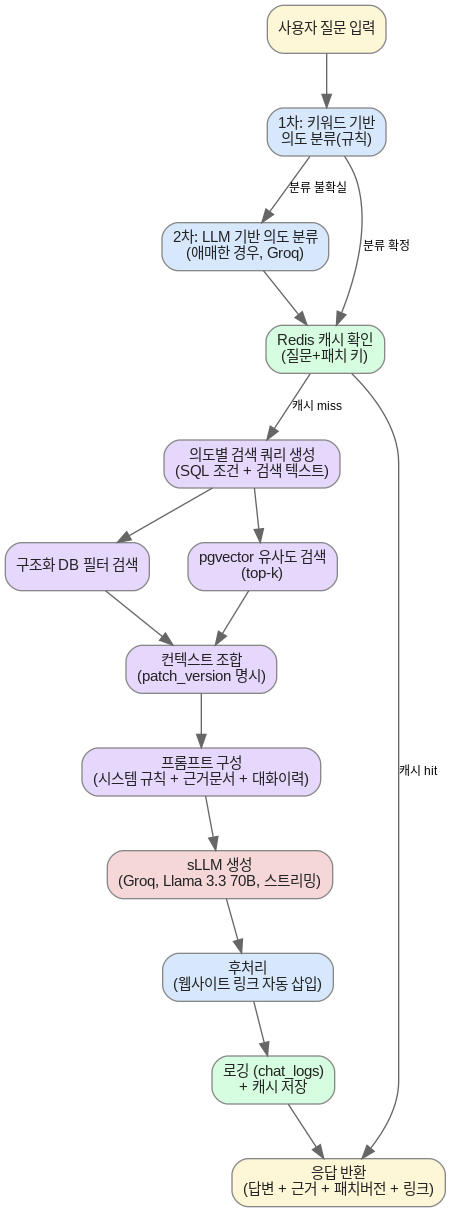 사용자 질문 입력
1차: 키워드 기반
의도 분류(규칙)
분류 불확실
2차: LLM 기반 의도 분류
(애매한 경우, Groq)
분류 확정
Redis 캐시 확인
(질문+패치 키)
캐시 miss
의도별 검색 쿼리 생성
(SQL 조건 + 검색 텍스트)
구조화 DB 필터 검색
pgvector 유사도 검색
(top-k)
컨텍스트 조합
(patch_version 명시)
프롬프트 구성
(시스템 규칙 + 근거문서 + 대화이력)
캐시 hit
sLLM 생성
(Groq, Llama 3.3 70B, 스트리밍)
후처리
(웹사이트 링크 자동 삽입)
로깅 (chat_logs)
+ 캐시 저장
응답 반환
(답변 + 근거 + 패치버전 + 링크)